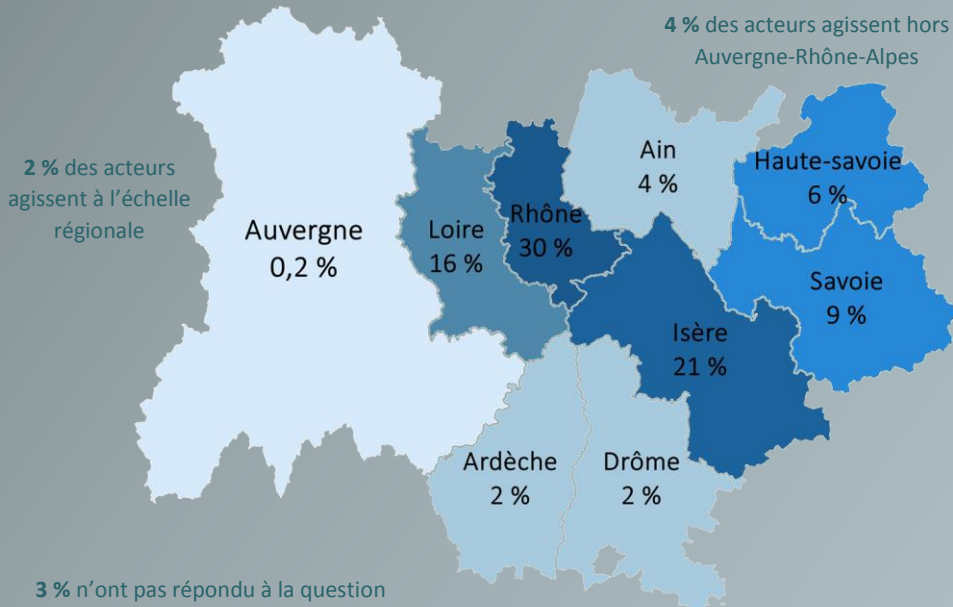 4 % des acteurs agissent hors
Auvergne-Rhône-Alpes
Ain
4 %
Haute-savoie
6 %
2 % des acteurs
agissent à l’échelle
régionale
Auvergne
0,2 %
Loire
16 %
Rhône
30 %
Savoie
9 %
Isère
21 %
Ardèche
2 %
Drôme
2 %
3 % n’ont pas répondu à la question